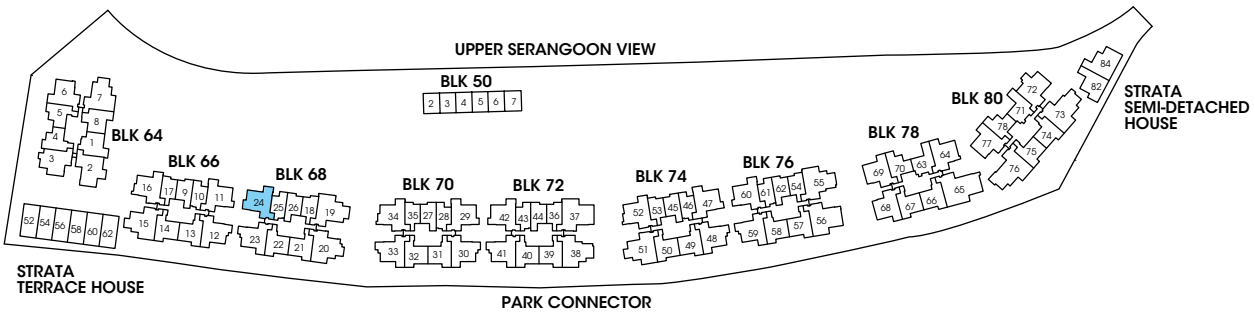 UPPER SERANGOON VIEW
BLK 50
2 3 4 5 6 7
84
82
STRATA
SEMI-DETACHED
HOUSE
BLK 64
6 7
5 8
4 1
3 2
BLK 80
72
71 73
78 74
77 75
76
BLK 66
16 17 9 10 11
15 14 13 12
BLK 68
24 25 26 18 19
23 22 21 20
BLK 70
34 35 27 28 29
33 32 31 30
BLK 72
42 43 44 36 37
41 40 39 38
BLK 74
52 53 45 46 47
51 50 49 48
BLK 76
60 61 62 54 55
59 58 57 56
BLK 78
69 70 63 64
68 67 66 65
52 54 56 58 60 62
STRATA
TERRACE HOUSE
PARK CONNECTOR